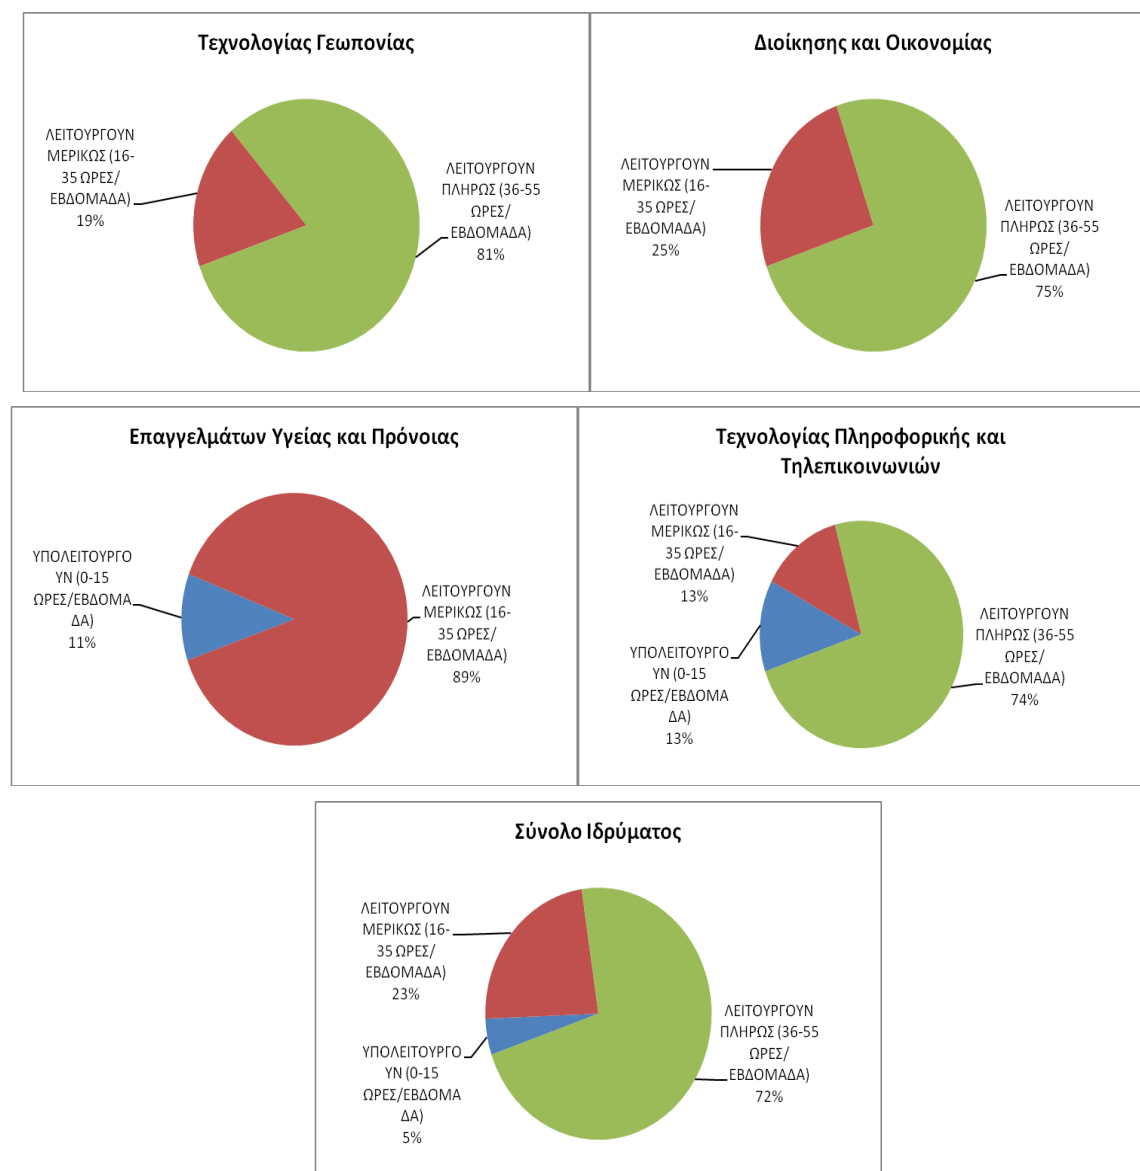 Τεχνολογίας Γεωπονίας
ΛΕΙΤΟΥΡΓΟΥΝ
ΜΕΡΙΚΩΣ (16-
35 ΩΡΕΣ/
ΕΒΔΟΜΑΔΑ)
19%
ΛΕΙΤΟΥΡΓΟΥΝ
ΠΛΗΡΩΣ (36-55
ΩΡΕΣ/
ΕΒΔΟΜΑΔΑ)
81%
Διοίκησης και Οικονομίας
ΛΕΙΤΟΥΡΓΟΥΝ
ΜΕΡΙΚΩΣ (16-
35 ΩΡΕΣ/
ΕΒΔΟΜΑΔΑ)
25%
ΛΕΙΤΟΥΡΓΟΥΝ
ΠΛΗΡΩΣ (36-55
ΩΡΕΣ/
ΕΒΔΟΜΑΔΑ)
75%
Επαγγελμάτων Υγείας και Πρόνοιας
ΥΠΟΛΕΙΤΟΥΡΓΟ
ΥΝ (0-15
ΩΡΕΣ/ΕΒΔΟΜΑ
ΔΑ)
11%
ΛΕΙΤΟΥΡΓΟΥΝ
ΜΕΡΙΚΩΣ (16-
35 ΩΡΕΣ/
ΕΒΔΟΜΑΔΑ)
89%
Τεχνολογίας Πληροφορικής και
Τηλεπικοινωνιών
ΛΕΙΤΟΥΡΓΟΥΝ
ΜΕΡΙΚΩΣ (16-
35 ΩΡΕΣ/
ΕΒΔΟΜΑΔΑ)
13%
ΥΠΟΛΕΙΤΟΥΡΓΟ
ΥΝ (0-15
ΩΡΕΣ/ΕΒΔΟΜΑ
ΔΑ)
13%
ΛΕΙΤΟΥΡΓΟΥΝ
ΠΛΗΡΩΣ (36-55
ΩΡΕΣ/
ΕΒΔΟΜΑΔΑ)
74%
Σύνολο Ιδρύματος
ΛΕΙΤΟΥΡΓΟΥΝ
ΜΕΡΙΚΩΣ (16-
35 ΩΡΕΣ/
ΕΒΔΟΜΑΔΑ)
23%
ΥΠΟΛΕΙΤΟΥΡΓΟ
ΥΝ (0-15
ΩΡΕΣ/ΕΒΔΟΜΑ
ΔΑ)
5%
ΛΕΙΤΟΥΡΓΟΥΝ
ΠΛΗΡΩΣ (36-55
ΩΡΕΣ/
ΕΒΔΟΜΑΔΑ)
72%